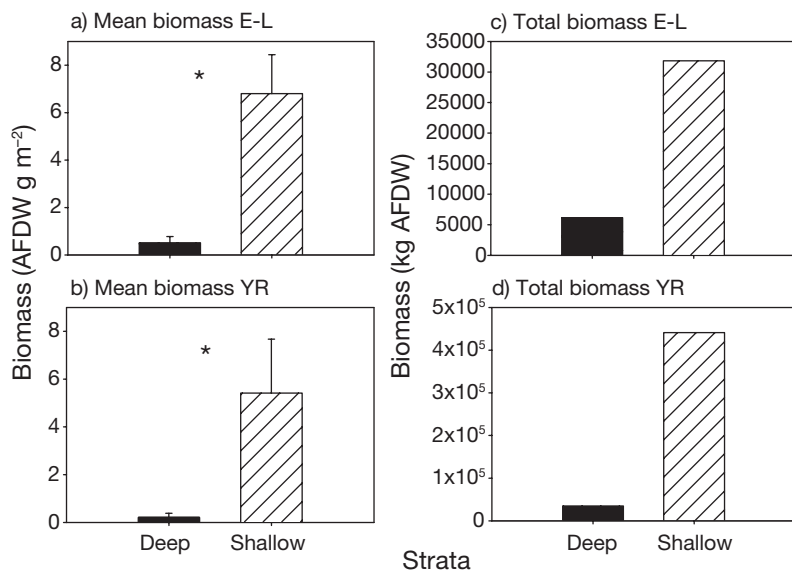 a) Mean biomass E-L
8
6
4
2
0
*
b) Mean biomass YR
8
6
4
2
0
*
Deep
Shallow
Biomass (AFDW g m⁻²)
c) Total biomass E-L
35000
30000
25000
20000
15000
10000
5000
0
d) Total biomass YR
5x10⁵
4x10⁵
4x10⁵
3x10⁵
2x10⁵
1x10⁵
0
Deep
Shallow
Biomass (kg AFDW)
Strata